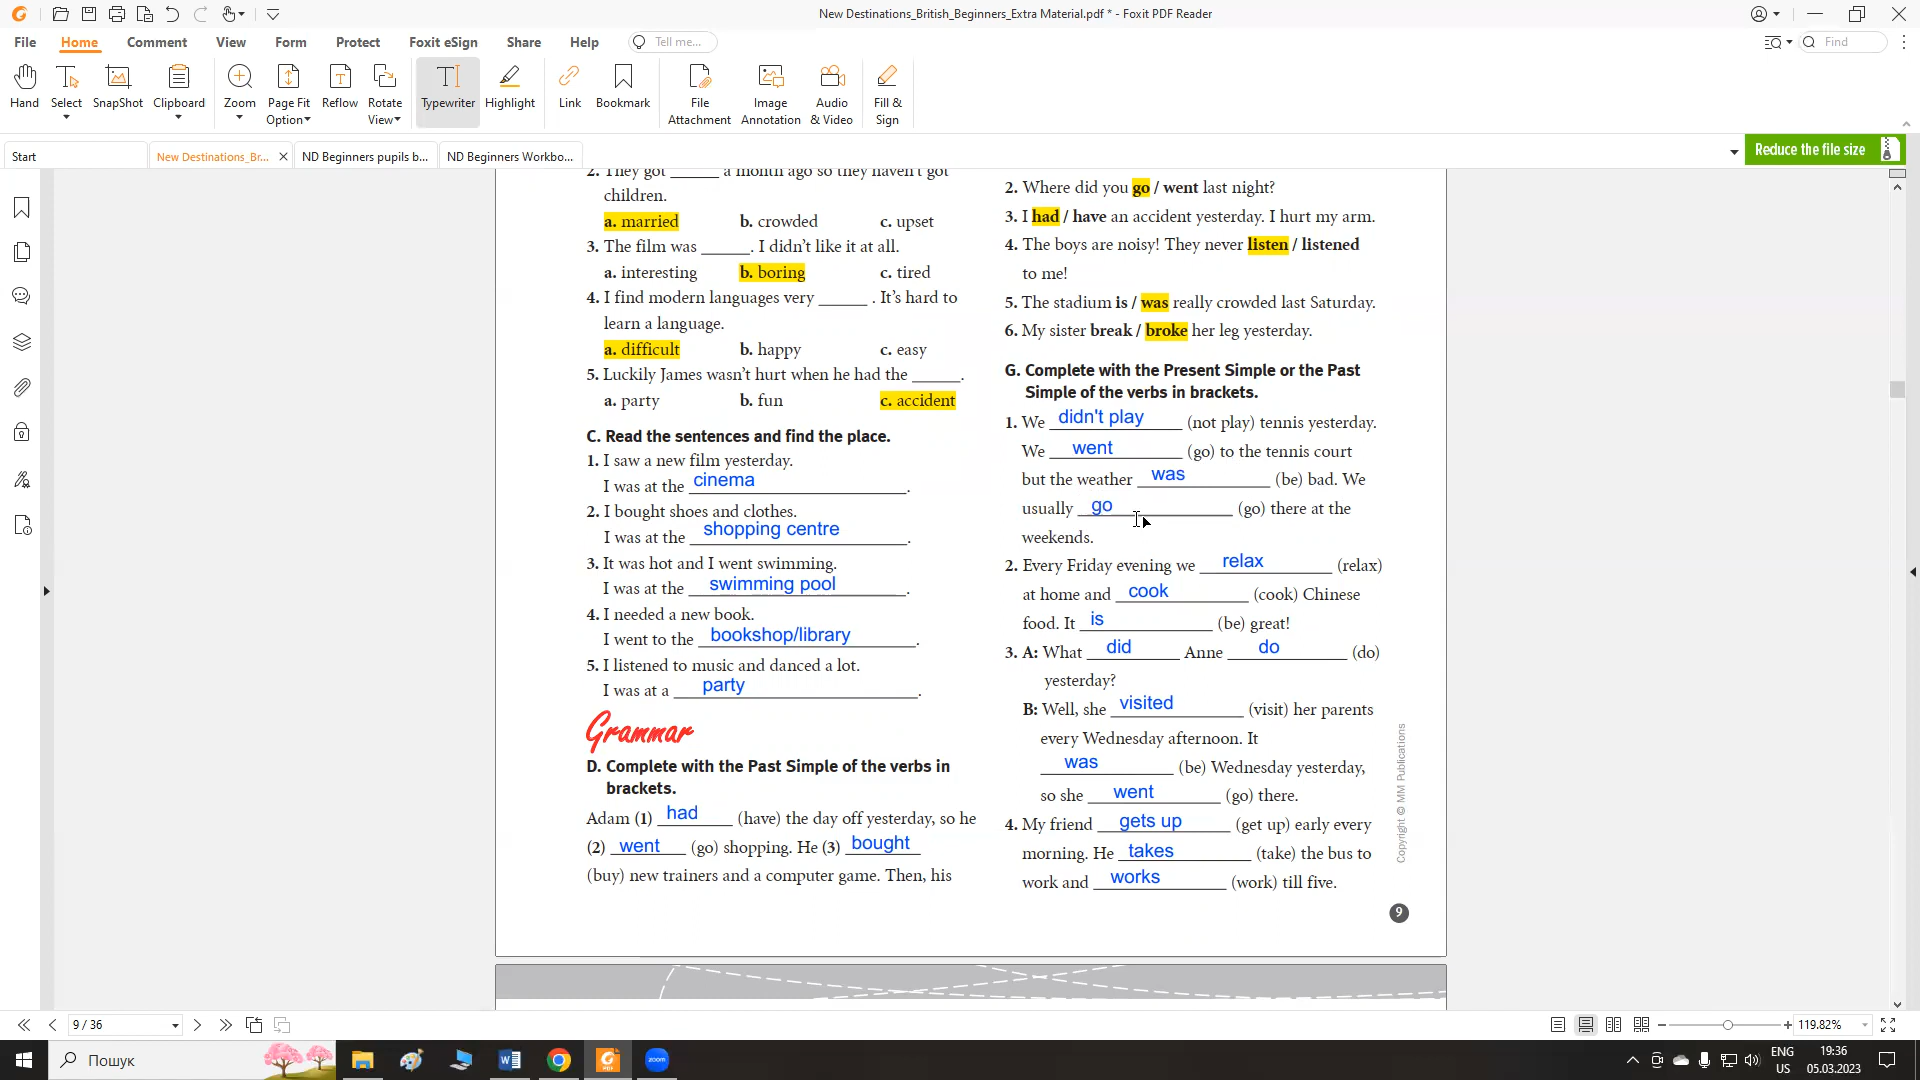 New Destinations_British_Beginners_Extra Material.pdf * - Foxit PDF Reader
File Home Comment View Form Protect Foxit eSign Share Help Tell me... Find
Hand Select SnapShot Clipboard Zoom Page Fit Option Reflow Rotate View Typewriter Highlight Link Bookmark File Attachment Image Annotation Audio & Video Fill & Sign
Start New Destinations_Br... ND Beginners pupils b... ND Beginners Workbo... Reduce the file size
2. They got _____ a month ago so they haven't got
children.
a. married b. crowded c. upset
3. The film was _____. I didn't like it at all.
a. interesting b. boring c. tired
4. I find modern languages very _____ . It's hard to
learn a language.
a. difficult b. happy c. easy
5. Luckily James wasn't hurt when he had the _____.
a. party b. fun c. accident
C. Read the sentences and find the place.
1. I saw a new film yesterday.
I was at the cinema.
2. I bought shoes and clothes.
I was at the shopping centre.
3. It was hot and I went swimming.
I was at the swimming pool.
4. I needed a new book.
I went to the bookshop/library.
5. I listened to music and danced a lot.
I was at a party.
Grammar
D. Complete with the Past Simple of the verbs in
brackets.
Adam (1) had (have) the day off yesterday, so he
(2) went (go) shopping. He (3) bought
(buy) new trainers and a computer game. Then, his
2. Where did you go / went last night?
3. I had / have an accident yesterday. I hurt my arm.
4. The boys are noisy! They never listen / listened
to me!
5. The stadium is / was really crowded last Saturday.
6. My sister break / broke her leg yesterday.
G. Complete with the Present Simple or the Past
Simple of the verbs in brackets.
1. We didn't play (not play) tennis yesterday.
We went (go) to the tennis court
but the weather was (be) bad. We
usually go (go) there at the
weekends.
2. Every Friday evening we relax (relax)
at home and cook (cook) Chinese
food. It is (be) great!
3. A: What did Anne do (do)
yesterday?
B: Well, she visited (visit) her parents
every Wednesday afternoon. It
was (be) Wednesday yesterday,
so she went (go) there.
4. My friend gets up (get up) early every
morning. He takes (take) the bus to
work and works (work) till five.
Copyright © MM Publications
9
9 / 36 119.82%
Пошук ENG US 19:36 05.03.2023
zoom